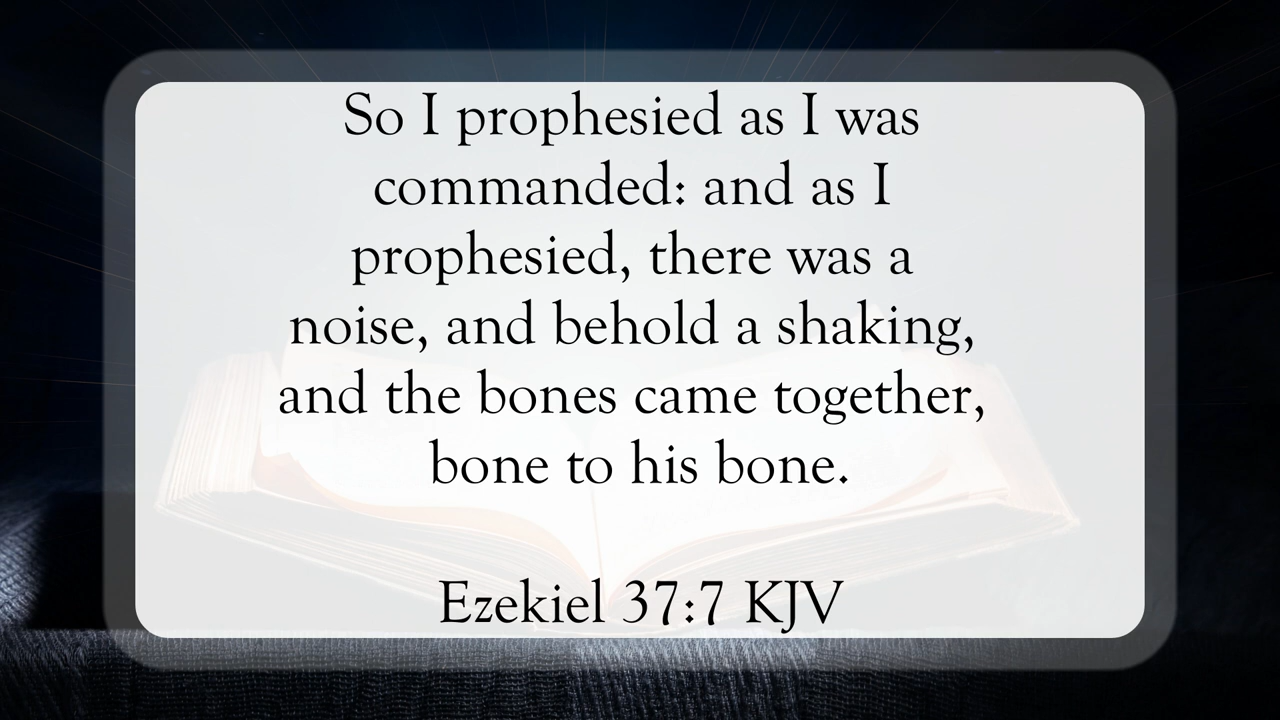 So I prophesied as I was
commanded: and as I
prophesied, there was a
noise, and behold a shaking,
and the bones came together,
bone to his bone.
Ezekiel 37:7 KJV